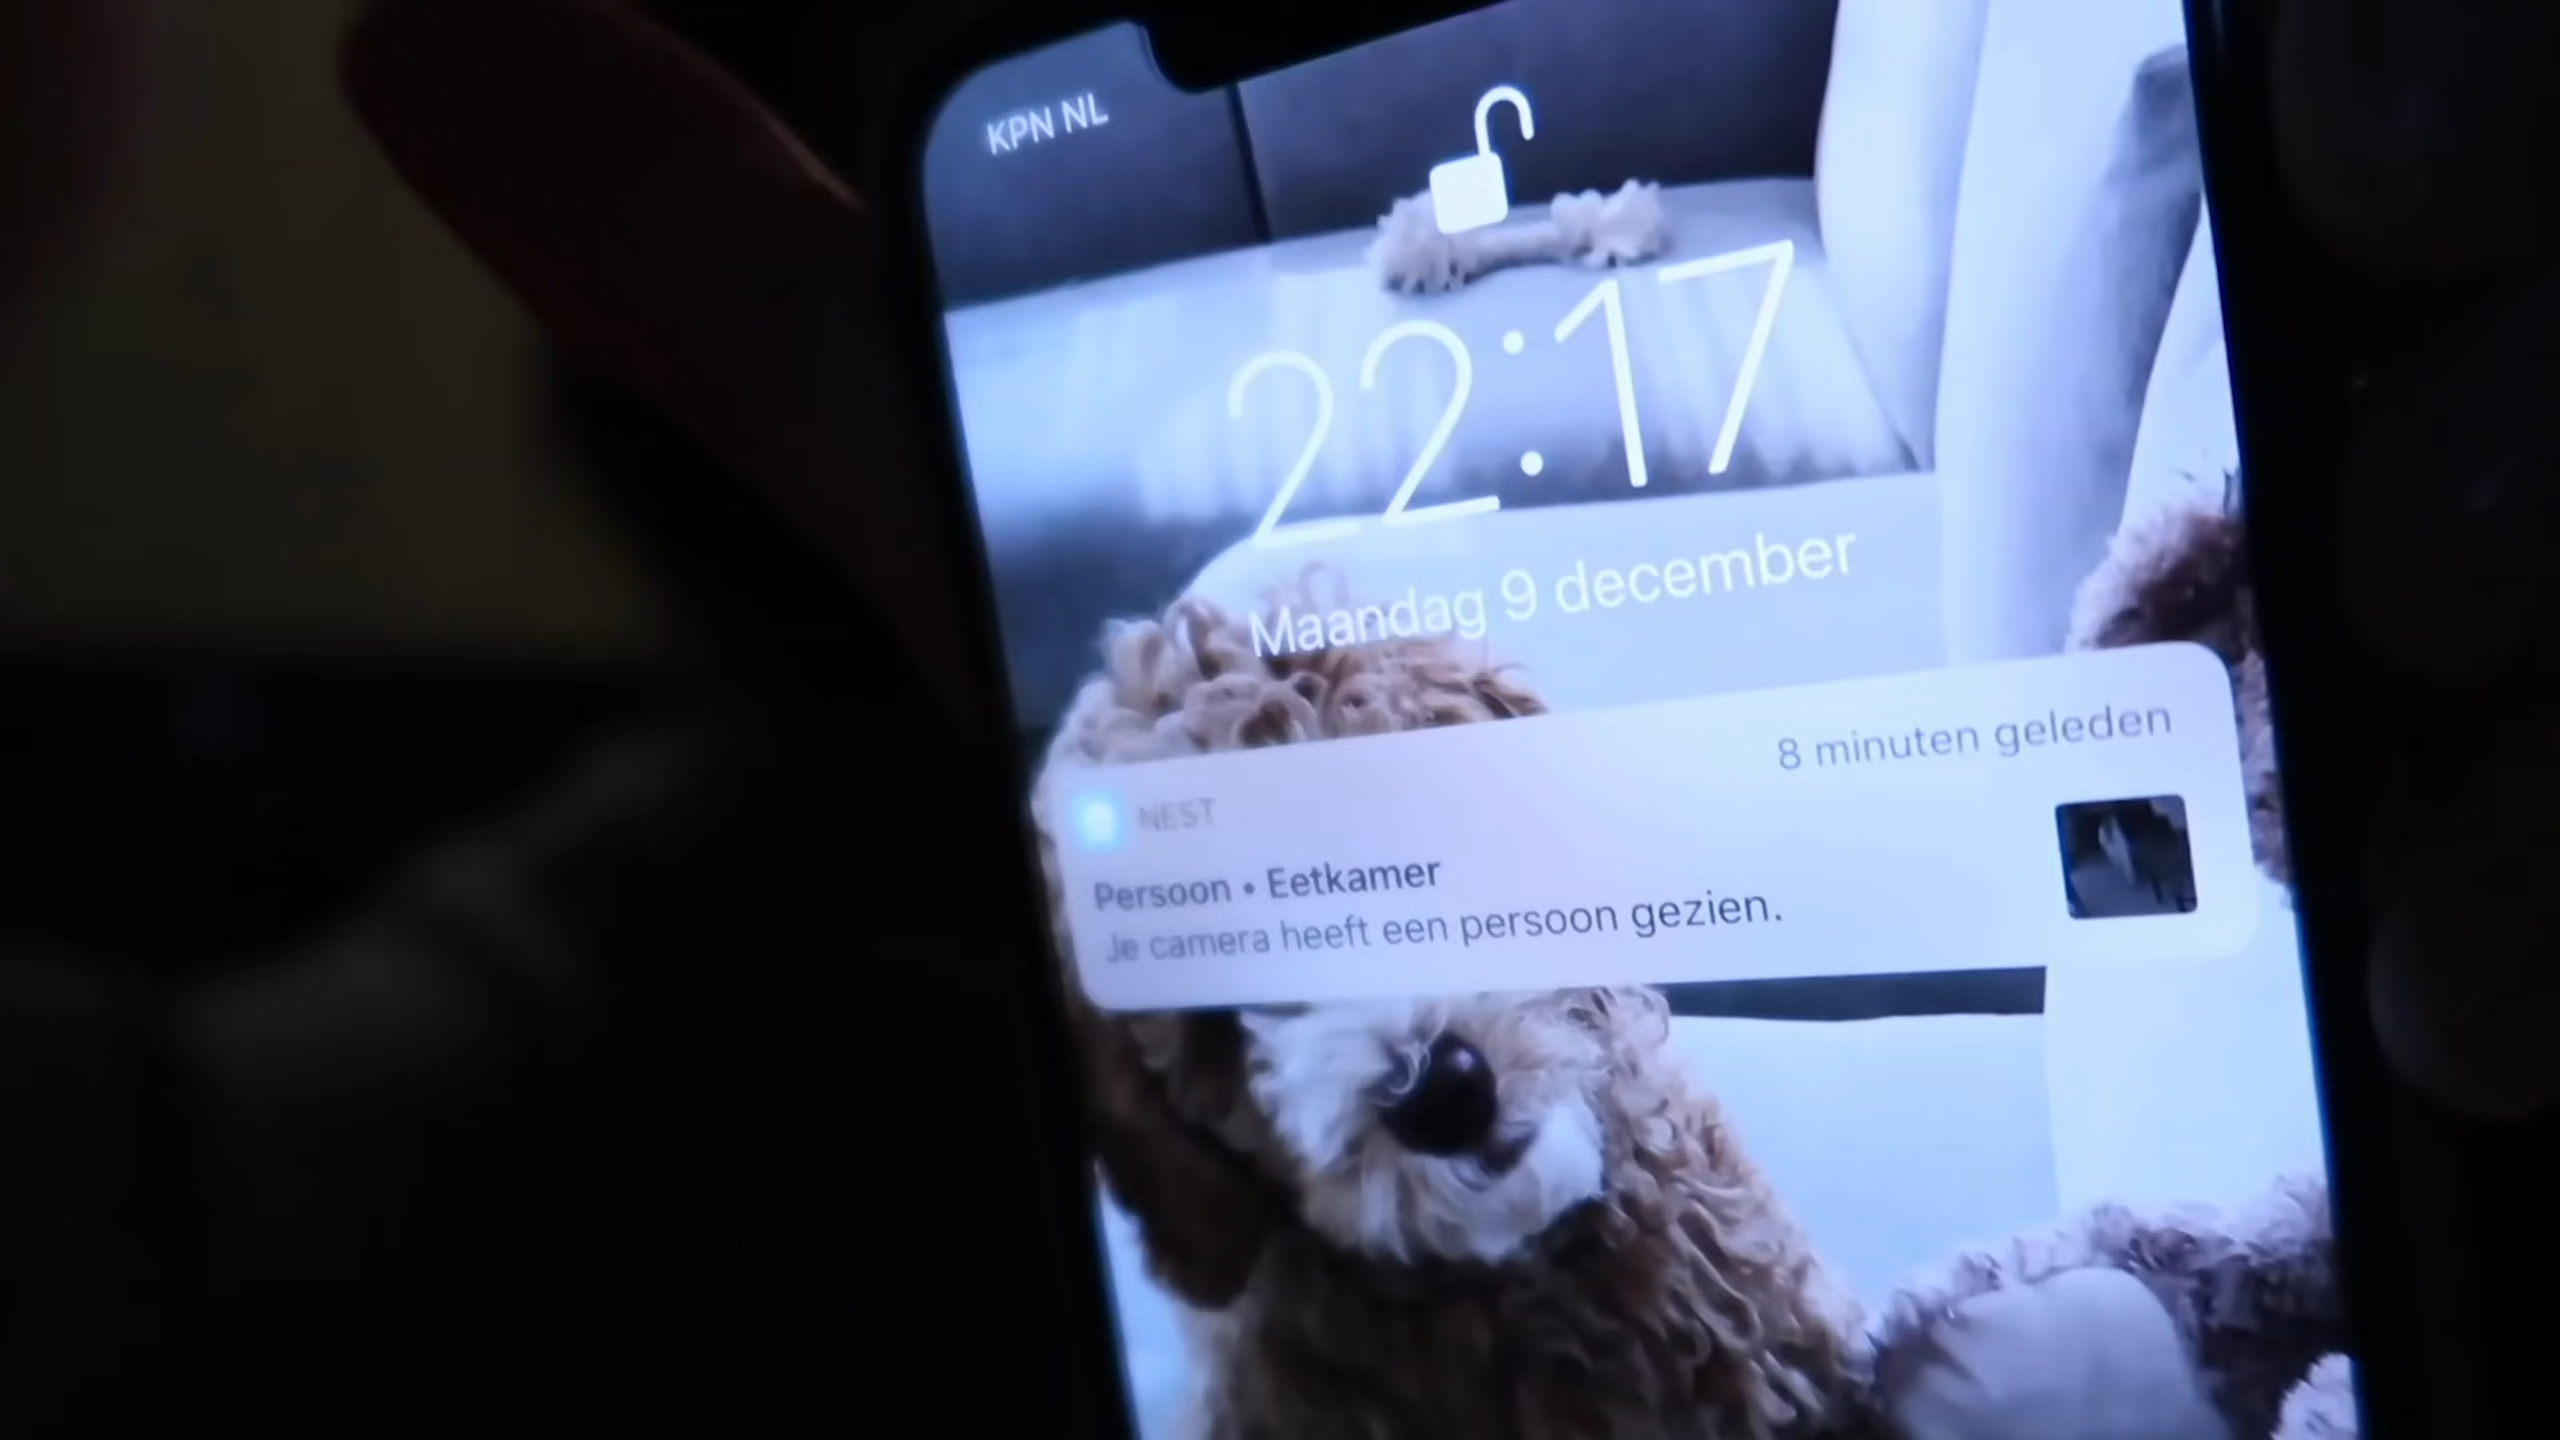 KPN NL
22:17
Maandag 9 december
NEST
8 minuten geleden
Persoon • Eetkamer
Je camera heeft een persoon gezien.